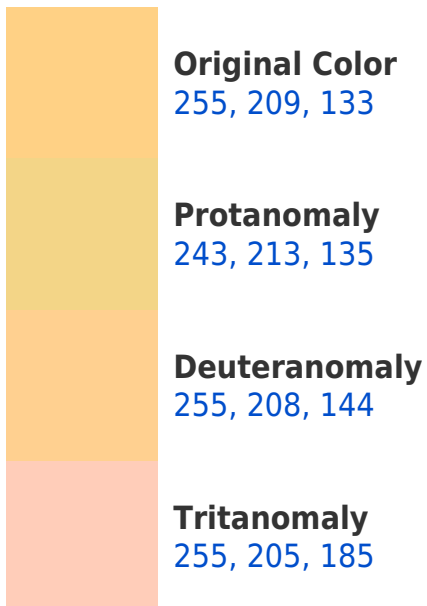 Original Color
255, 209, 133
Protanomaly
243, 213, 135
Deuteranomaly
255, 208, 144
Tritanomaly
255, 205, 185